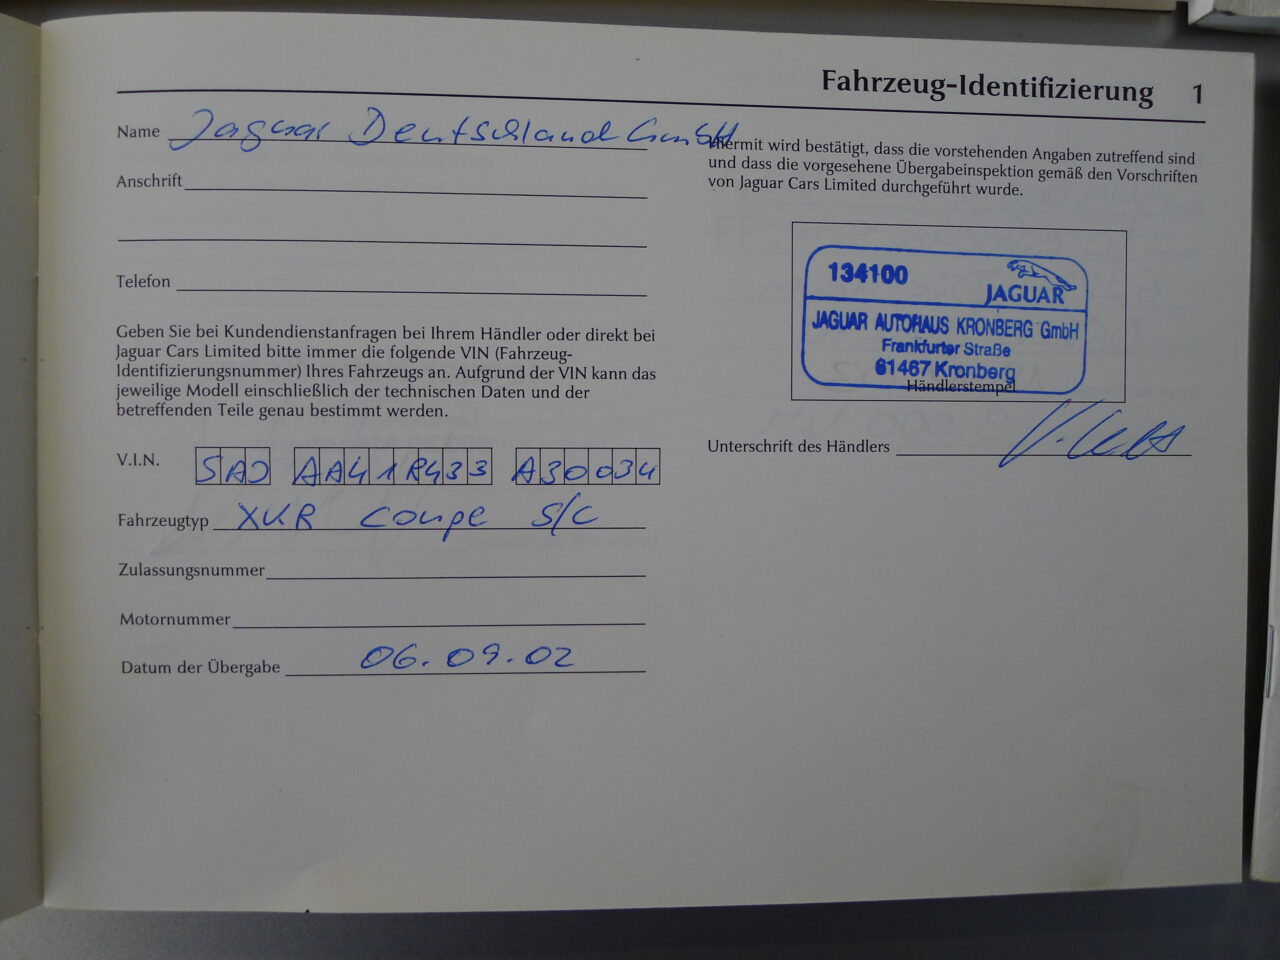 Fahrzeug-Identifizierung 1
Name Jaguar Deutschland GmbH
Anschrift
Telefon
Geben Sie bei Kundendienstanfragen bei Ihrem Händler oder direkt bei
Jaguar Cars Limited bitte immer die folgende VIN (Fahrzeug-
Identifizierungsnummer) Ihres Fahrzeugs an. Aufgrund der VIN kann das
jeweilige Modell einschließlich der technischen Daten und der
betreffenden Teile genau bestimmt werden.
V.I.N. SAJ AA41R433 A30034
Fahrzeugtyp XKR Coupe S/C
Zulassungsnummer
Motornummer
Datum der Übergabe 06.09.02
Hiermit wird bestätigt, dass die vorstehenden Angaben zutreffend sind
und dass die vorgesehene Übergabeinspektion gemäß den Vorschriften
von Jaguar Cars Limited durchgeführt wurde.
134100 JAGUAR
JAGUAR AUTOHAUS KRONBERG GmbH
Frankfurter Straße
61467 Kronberg
Händlerstempel
Unterschrift des Händlers